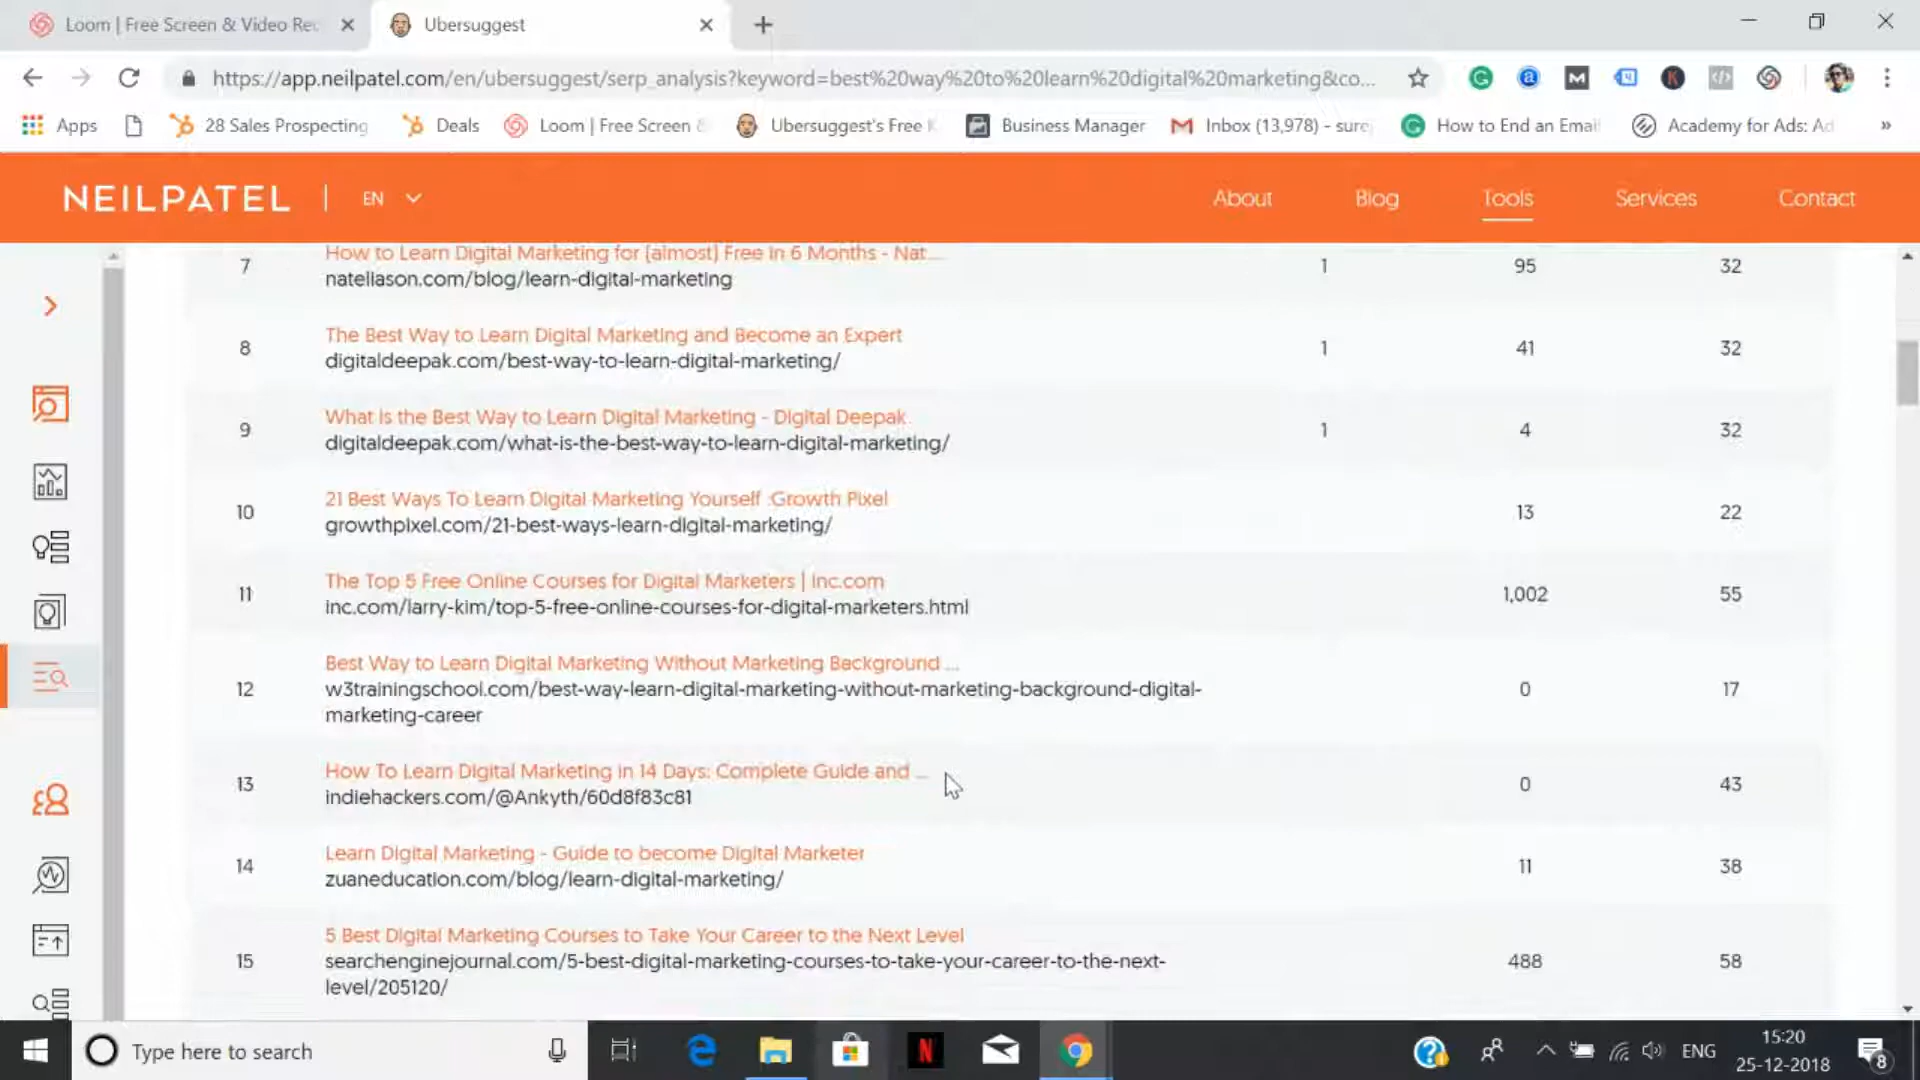 Loom | Free Screen & Video Rec
Ubersuggest
https://app.neilpatel.com/en/ubersuggest/serp_analysis?keyword=best%20way%20to%20learn%20digital%20marketing&co...
Apps
28 Sales Prospecting
Deals
Loom | Free Screen &
Ubersuggest's Free K
Business Manager
Inbox (13,978) - sure
How to End an Email
Academy for Ads: Ad
»
NEILPATEL | EN
About Blog Tools Services Contact
7
How to Learn Digital Marketing for [almost] Free in 6 Months - Nat...
nateliason.com/blog/learn-digital-marketing
1 95 32
8
The Best Way to Learn Digital Marketing and Become an Expert
digitaldeepak.com/best-way-to-learn-digital-marketing/
1 41 32
9
What is the Best Way to Learn Digital Marketing - Digital Deepak
digitaldeepak.com/what-is-the-best-way-to-learn-digital-marketing/
1 4 32
10
21 Best Ways To Learn Digital Marketing Yourself :Growth Pixel
growthpixel.com/21-best-ways-learn-digital-marketing/
13 22
11
The Top 5 Free Online Courses for Digital Marketers | Inc.com
inc.com/larry-kim/top-5-free-online-courses-for-digital-marketers.html
1,002 55
12
Best Way to Learn Digital Marketing Without Marketing Background ...
w3trainingschool.com/best-way-learn-digital-marketing-without-marketing-background-digital-
marketing-career
0 17
13
How To Learn Digital Marketing in 14 Days: Complete Guide and ...
indiehackers.com/@Ankyth/60d8f83c81
0 43
14
Learn Digital Marketing - Guide to become Digital Marketer
zuaneducation.com/blog/learn-digital-marketing/
11 38
15
5 Best Digital Marketing Courses to Take Your Career to the Next Level
searchenginejournal.com/5-best-digital-marketing-courses-to-take-your-career-to-the-next-
level/205120/
488 58
Type here to search
ENG
15:20
25-12-2018
8